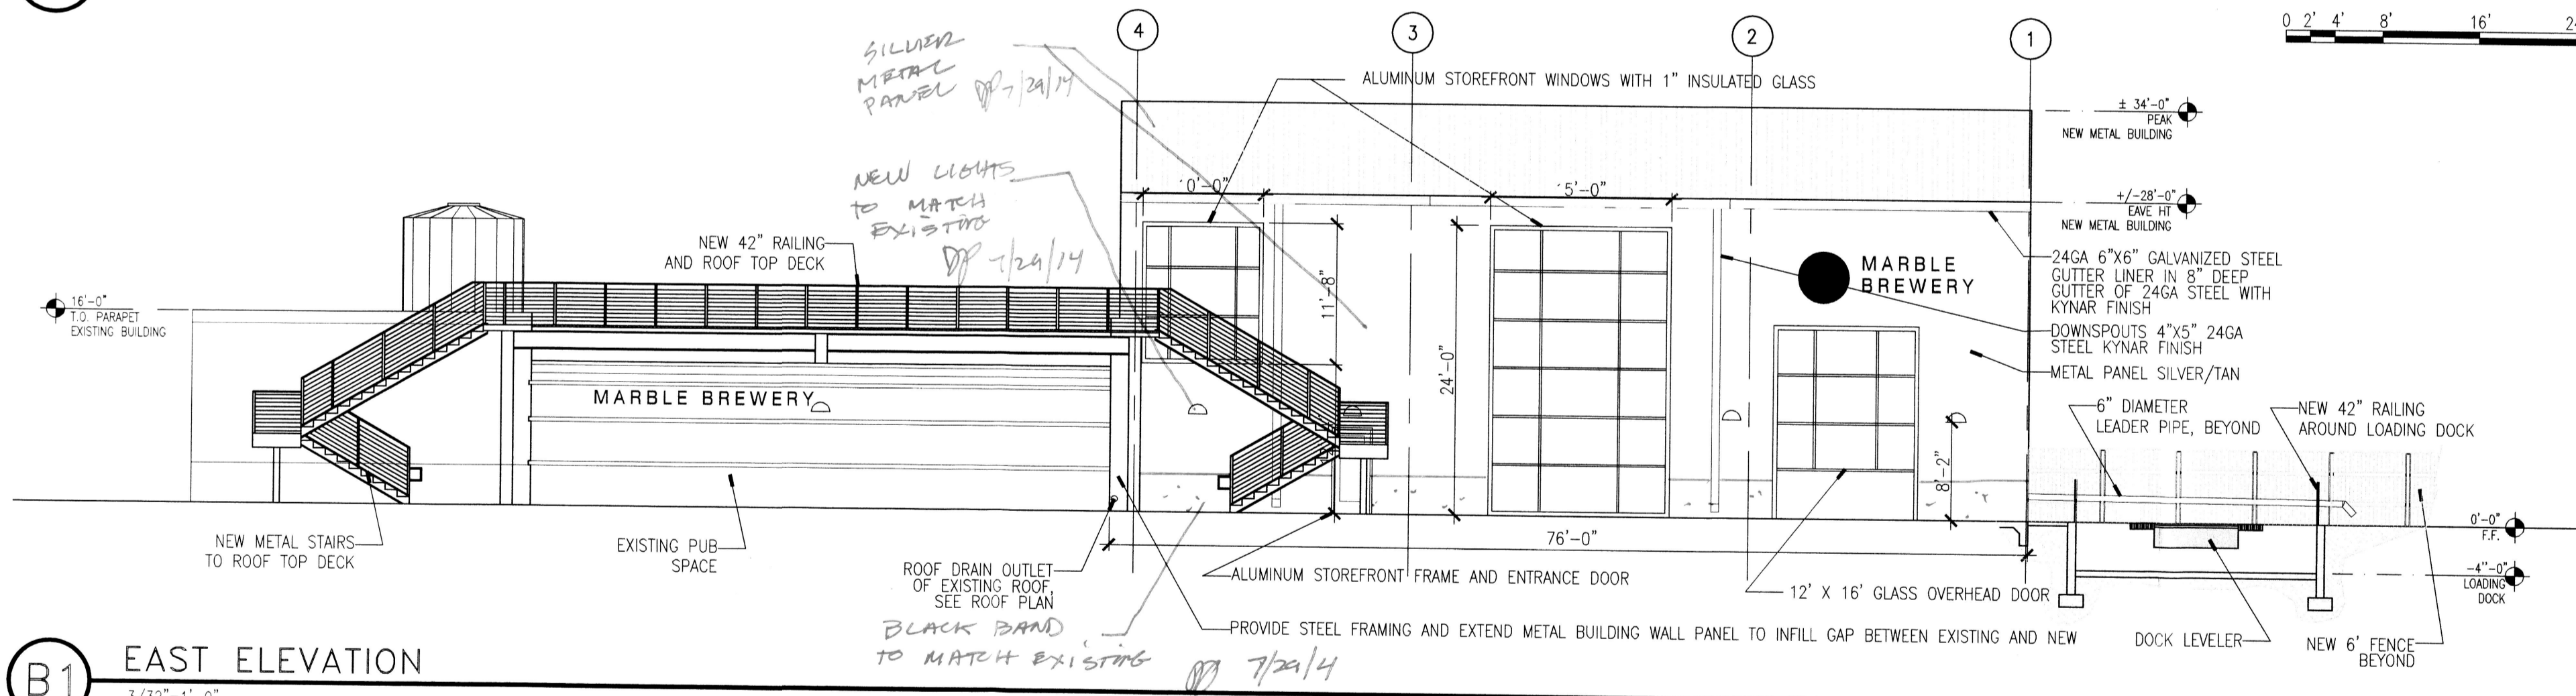 4
3
2
1
0 2' 4' 8' 16'
SILVER
METAL
PANEL
7/29/14
ALUMINUM STOREFRONT WINDOWS WITH 1" INSULATED GLASS
± 34'-0"
PEAK
NEW METAL BUILDING
NEW LIGHTS
TO MATCH
EXISTING
7/29/14
0'-0"
5'-0"
+/-28'-0"
EAVE HT
NEW METAL BUILDING
NEW 42" RAILING
AND ROOF TOP DECK
MARBLE
BREWERY
24GA 6"X6" GALVANIZED STEEL
GUTTER LINER IN 8" DEEP
GUTTER OF 24GA STEEL WITH
KYNAR FINISH
16'-0"
T.O. PARAPET
EXISTING BUILDING
11'-8"
24'-0"
DOWNSPOUTS 4"X5" 24GA
STEEL KYNAR FINISH
METAL PANEL SILVER/TAN
MARBLE BREWERY
6" DIAMETER
LEADER PIPE, BEYOND
NEW 42" RAILING
AROUND LOADING DOCK
8'-2"
0'-0"
F.F.
76'-0"
NEW METAL STAIRS
TO ROOF TOP DECK
EXISTING PUB
SPACE
ROOF DRAIN OUTLET
OF EXISTING ROOF,
SEE ROOF PLAN
ALUMINUM STOREFRONT FRAME AND ENTRANCE DOOR
12' X 16' GLASS OVERHEAD DOOR
-4"-0"
LOADING
DOCK
BLACK BAND
TO MATCH EXISTING
7/29/4
PROVIDE STEEL FRAMING AND EXTEND METAL BUILDING WALL PANEL TO INFILL GAP BETWEEN EXISTING AND NEW
DOCK LEVELER
NEW 6' FENCE
BEYOND
B1
EAST ELEVATION
3/32"=1'-0"